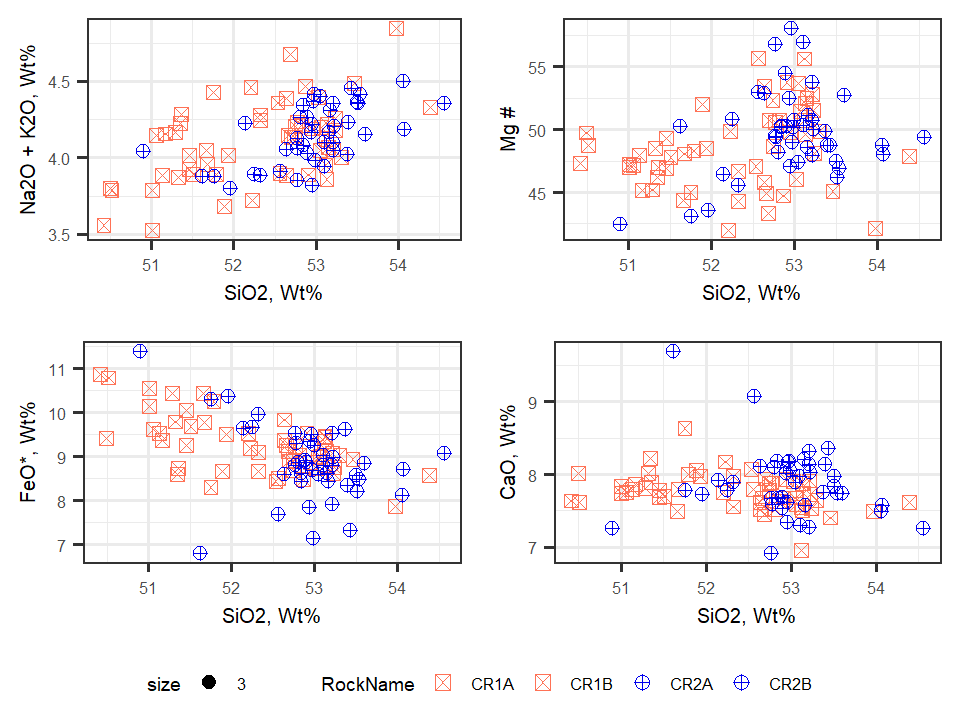 Na2O + K2O, Wt%
4.5
4.0
3.5
51 52 53 54
SiO2, Wt%
Mg #
55
50
45
51 52 53 54
SiO2, Wt%
FeO*, Wt%
11
10
9
8
7
51 52 53 54
SiO2, Wt%
CaO, Wt%
9
8
7
51 52 53 54
SiO2, Wt%
size 3 RockName CR1A CR1B CR2A CR2B